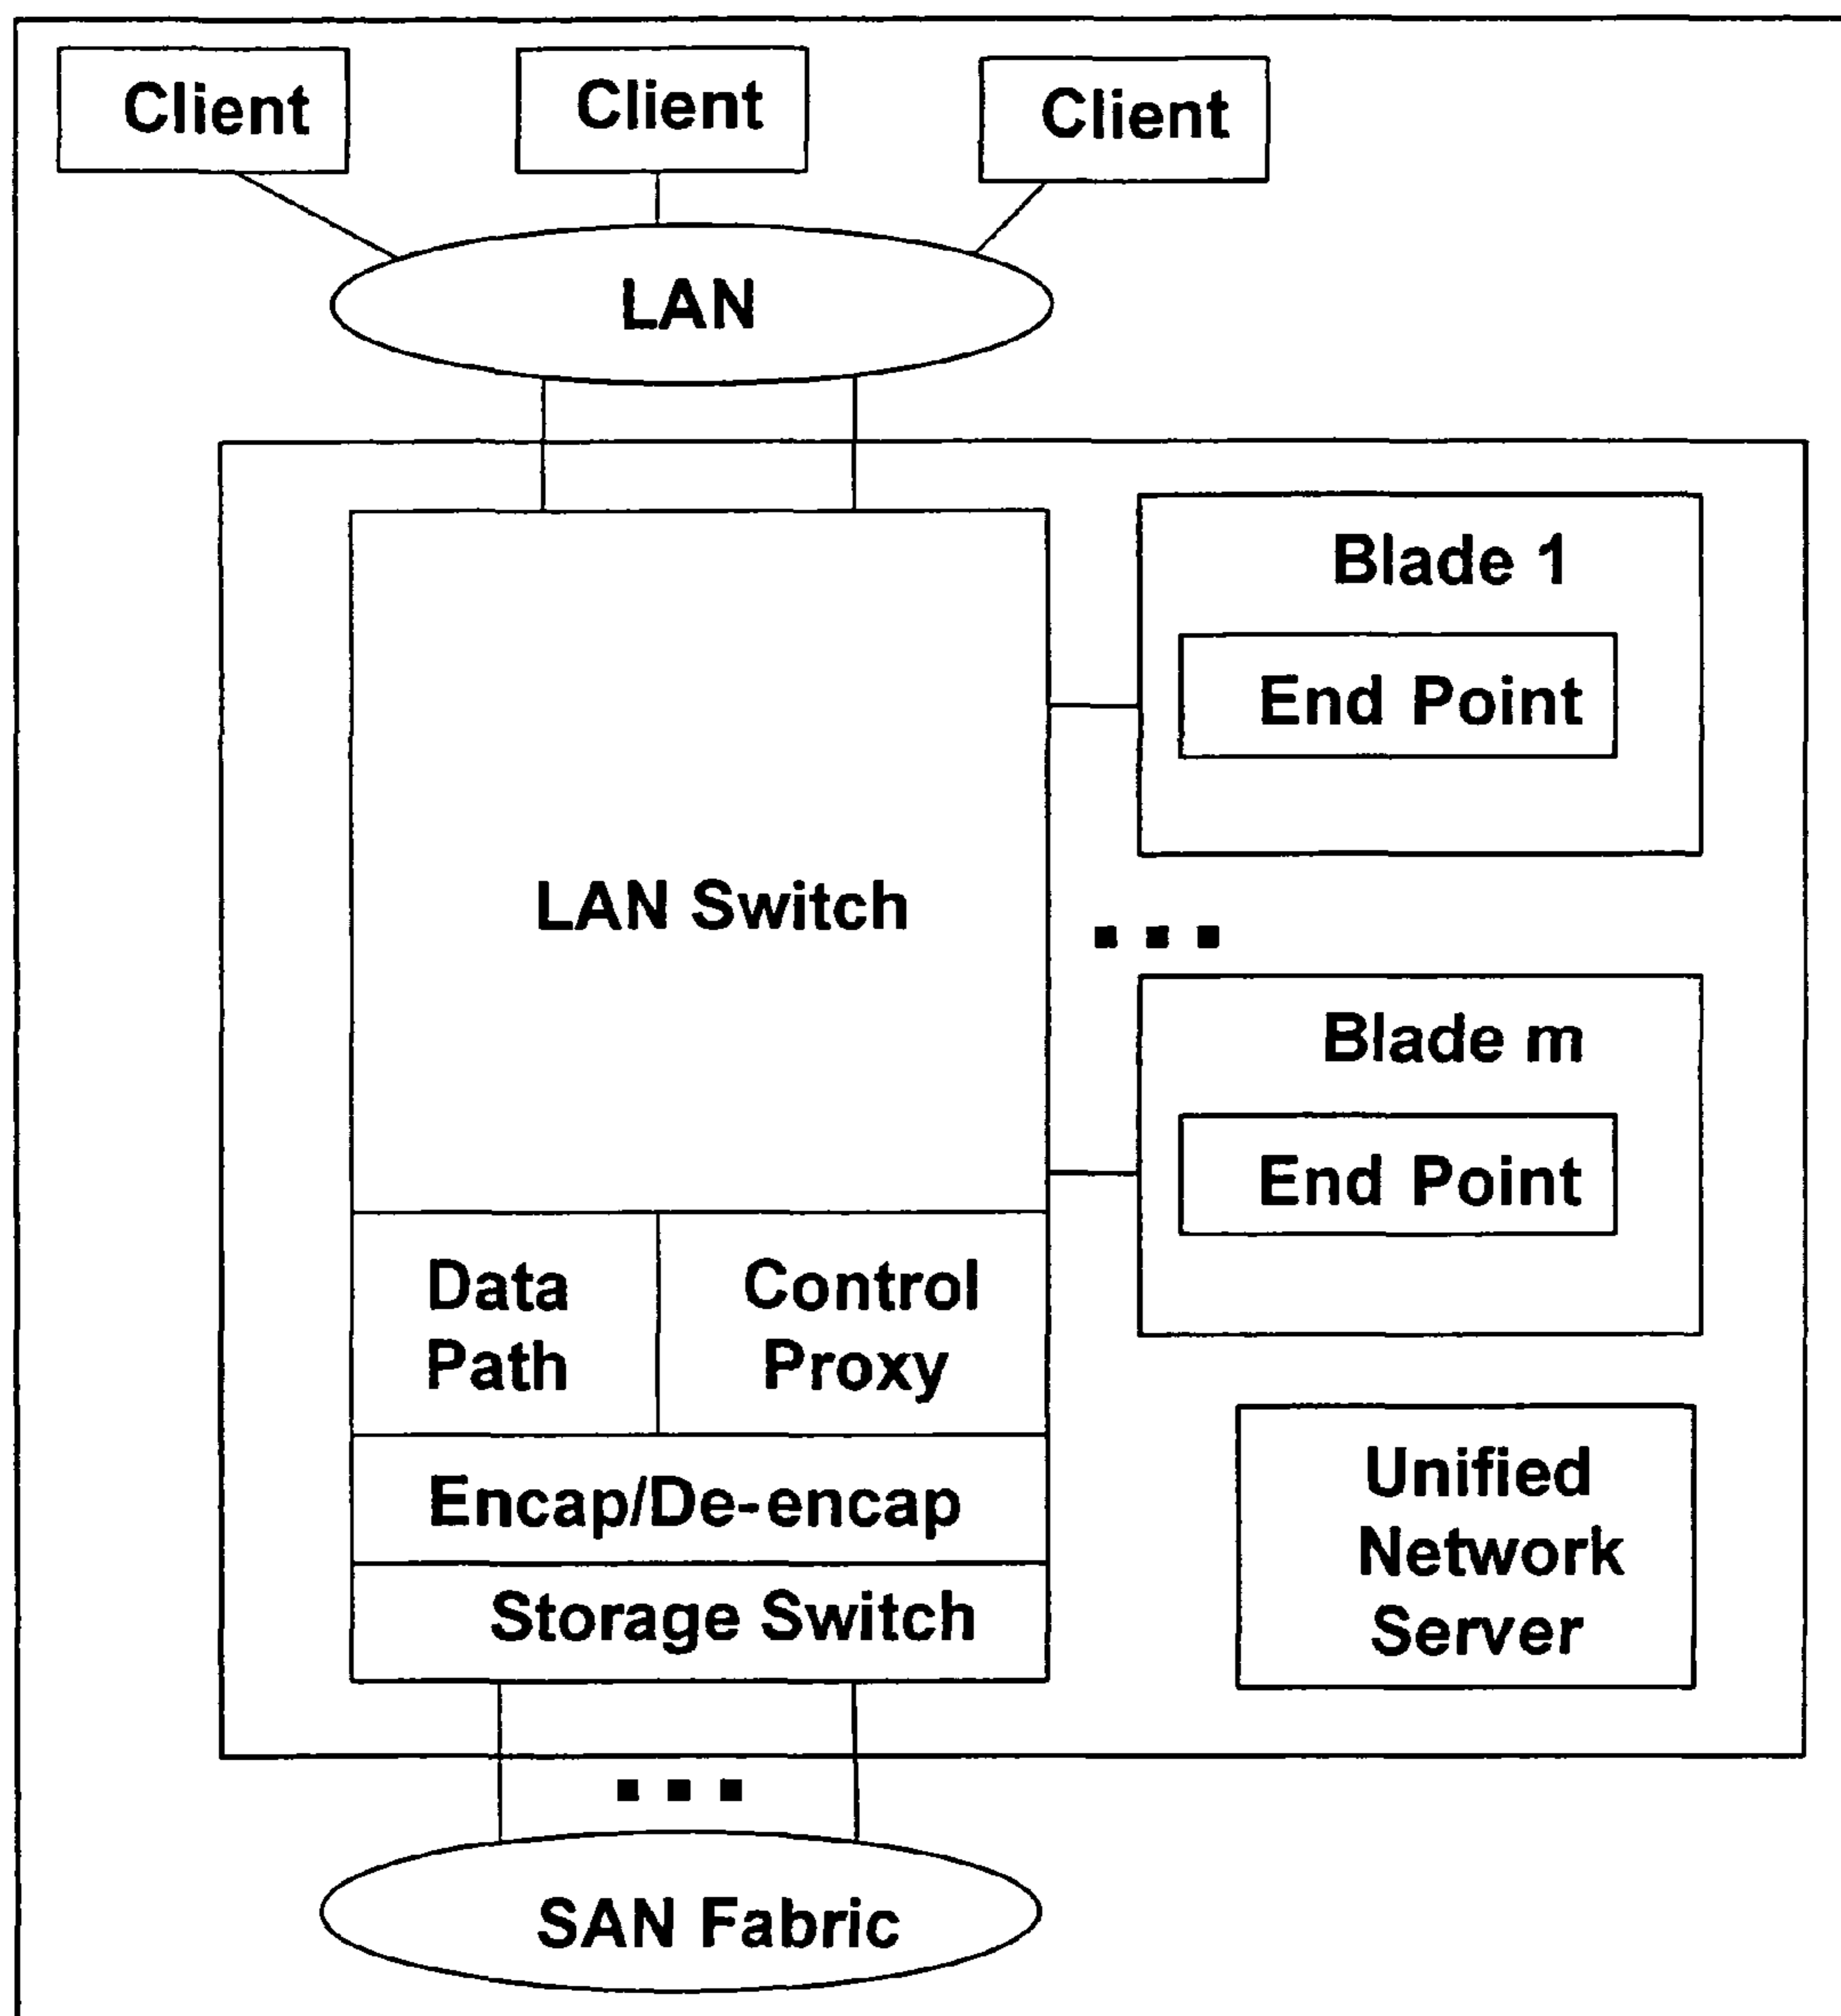 Client
Client
Client
LAN
Blade 1
End Point
LAN Switch
Blade m
End Point
Data
Path
Control
Proxy
Encap/De-encap
Storage Switch
Unified
Network
Server
SAN Fabric